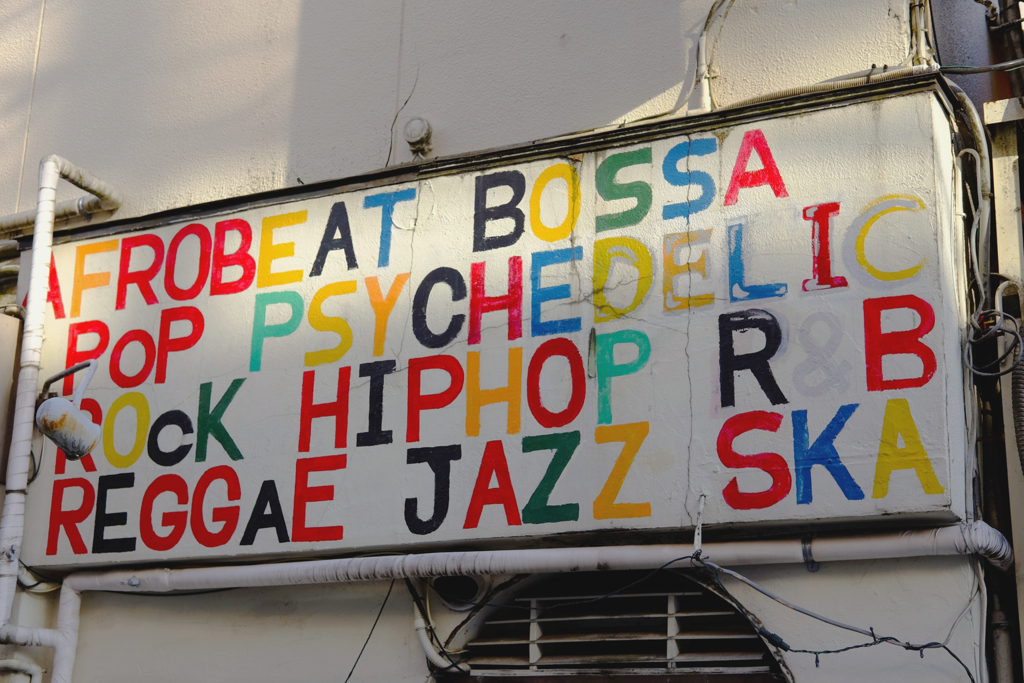 AFROBEAT BOSSA
POP PSYCHEDELIC
ROcK HIPHOP R&B
REGGAE JAZZ SKA